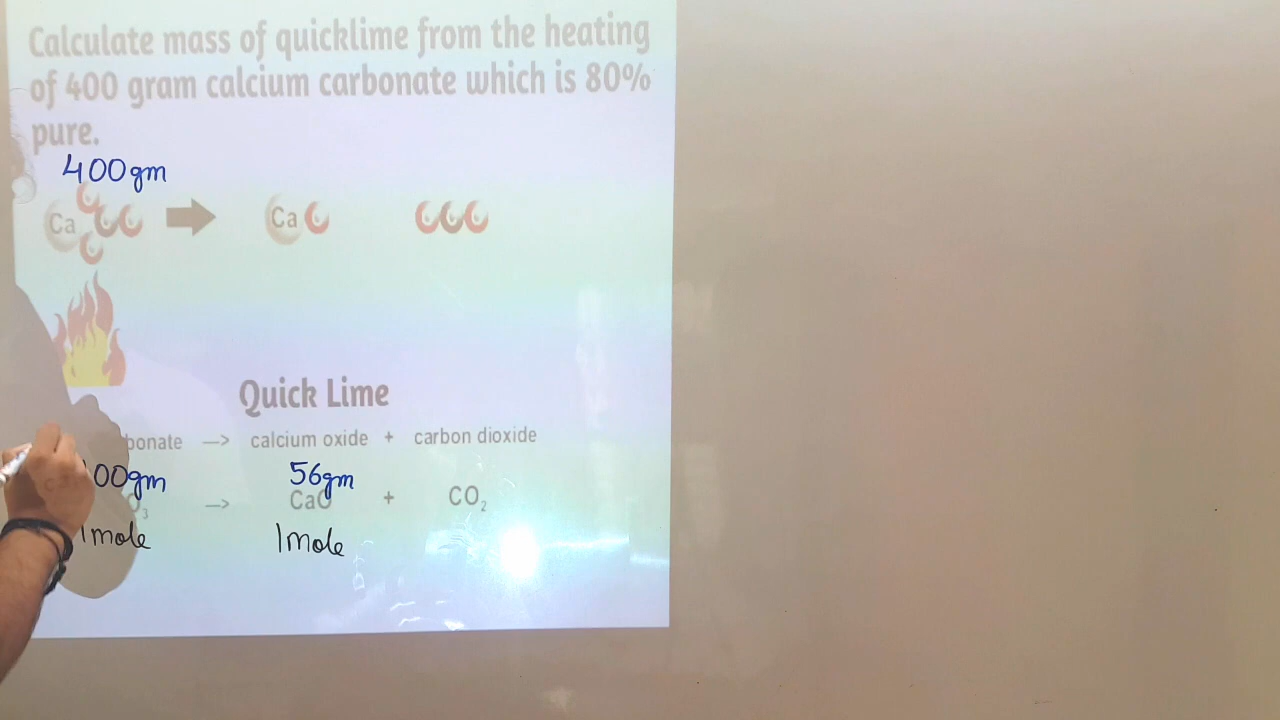 Calculate mass of quicklime from the heating
of 400 gram calcium carbonate which is 80%
pure.
400gm
Ca Ca
Quick Lime
bonate —> calcium oxide + carbon dioxide
00gm 56gm
O3 —> CaO + CO₂
1mole 1mole